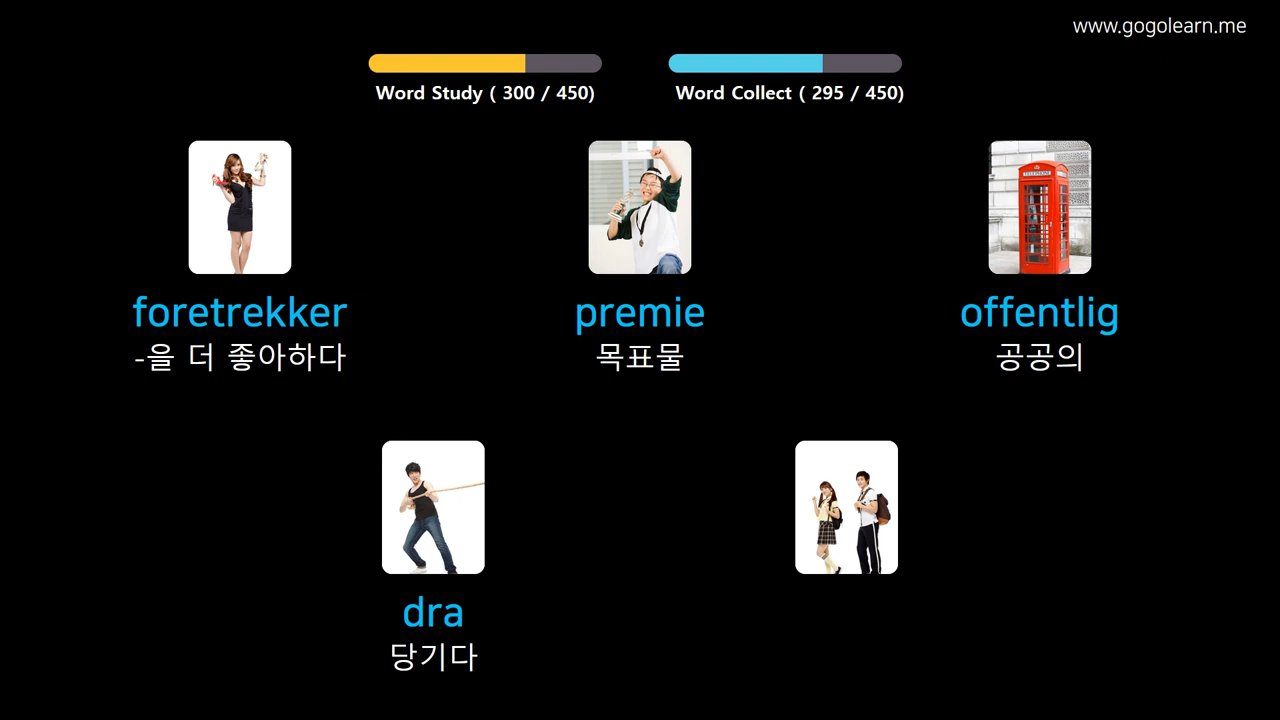 www.gogolearn.me
Word Study ( 300 / 450)
Word Collect ( 295 / 450)
foretrekker
-을 더 좋아하다
premie
목표물
TELEPHONE
offentlig
공공의
dra
당기다